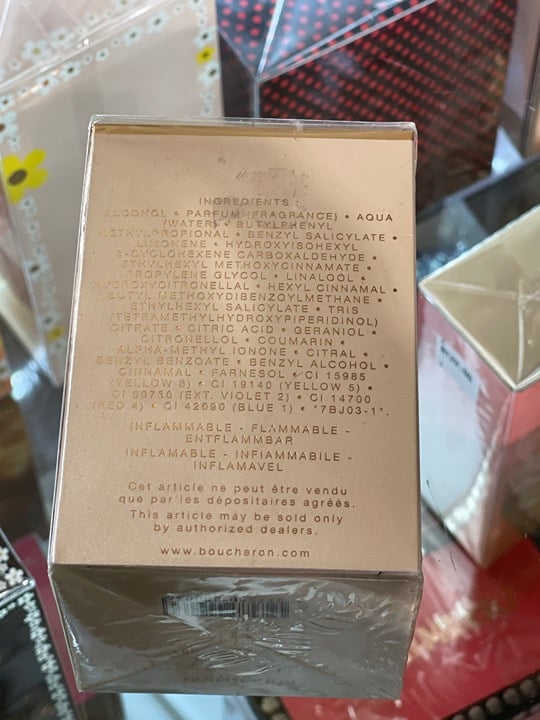 INGREDIENTS :
ALCOHOL • PARFUM (FRAGRANCE) • AQUA
(WATER) • BUTYLPHENYL
METHYLPROPIONAL • BENZYL SALICYLATE •
LIMONENE • HYDROXYISOHEXYL
3-CYCLOHEXENE CARBOXALDEHYDE •
ETHYLHEXYL METHOXYCINNAMATE •
PROPYLENE GLYCOL • LINALOOL •
HYDROXYCITRONELLAL • HEXYL CINNAMAL •
BUTYL METHOXYDIBENZOYLMETHANE •
ETHYLHEXYL SALICYLATE • TRIS
(TETRAMETHYLHYDROXYPIPERIDINOL)
CITRATE • CITRIC ACID • GERANIOL •
CITRONELLOL • COUMARIN •
ALPHA-METHYL IONONE • CITRAL •
BENZYL BENZOATE • BENZYL ALCOHOL •
CINNAMAL • FARNESOL • CI 15985
(YELLOW 6) • CI 19140 (YELLOW 5) •
CI 60730 (EXT. VIOLET 2) • CI 14700
(RED 4) • CI 42090 (BLUE 1) • "7BJ03-1".
INFLAMMABLE - FLAMMABLE -
ENTFLAMMBAR
INFLAMABLE - INFIAMMABILE -
INFLAMAVEL
Cet article ne peut être vendu
que par les dépositaires agréés.
This article may be sold only
by authorized dealers.
www.boucheron.com